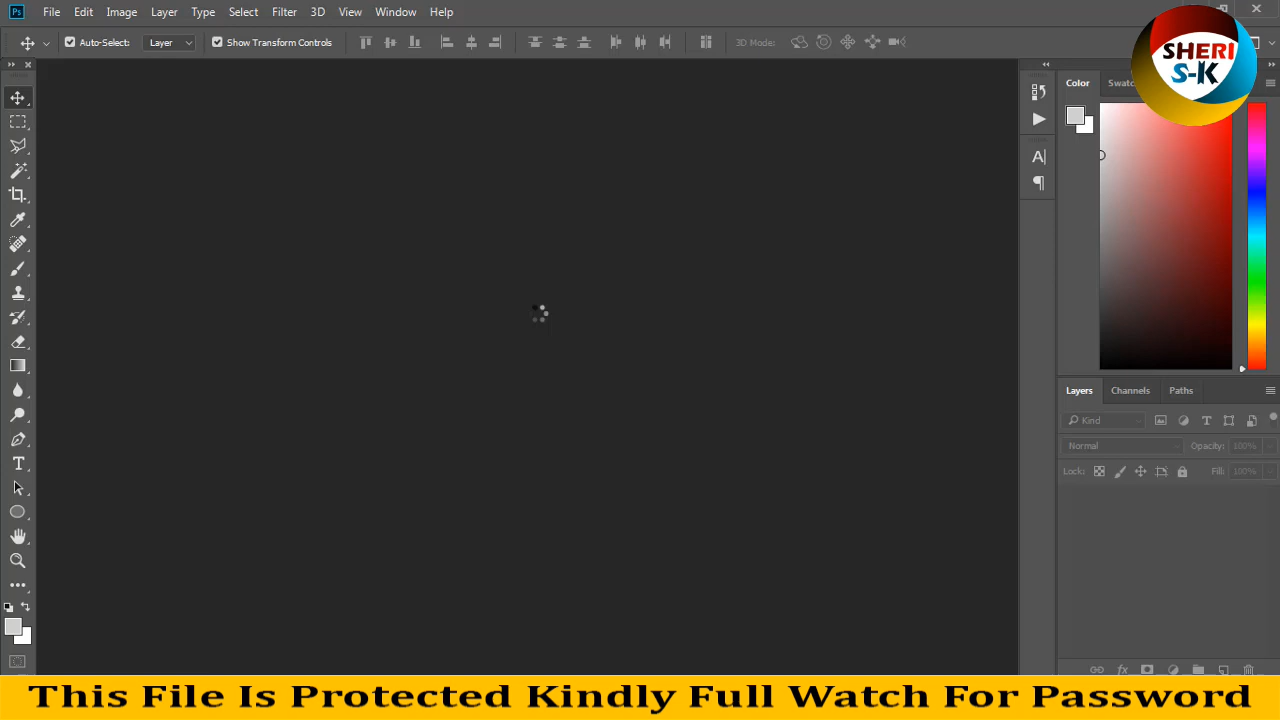 Ps File Edit Image Layer Type Select Filter 3D View Window Help
Auto-Select: Layer Show Transform Controls 3D Mode:
SHERI
S-K
Color
Layers Channels Paths
Kind
Normal Opacity: 100%
Lock: Fill: 100%
This File Is Protected Kindly Full Watch For Password